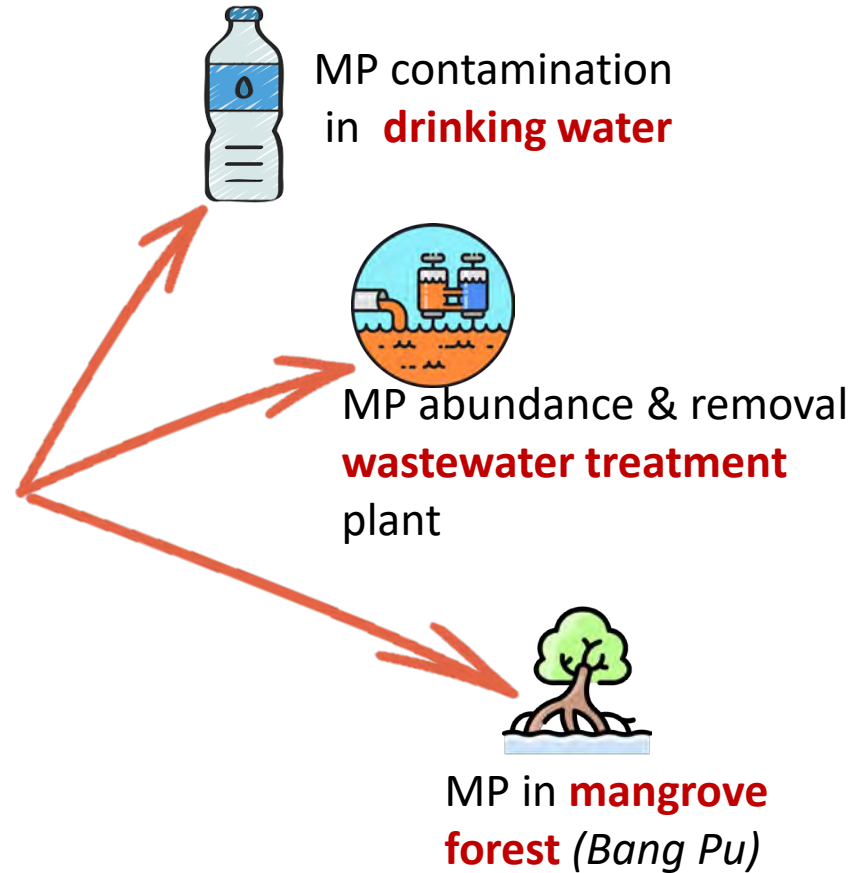 MP contamination
in drinking water
MP abundance & removal
wastewater treatment
plant
MP in mangrove
forest (Bang Pu)